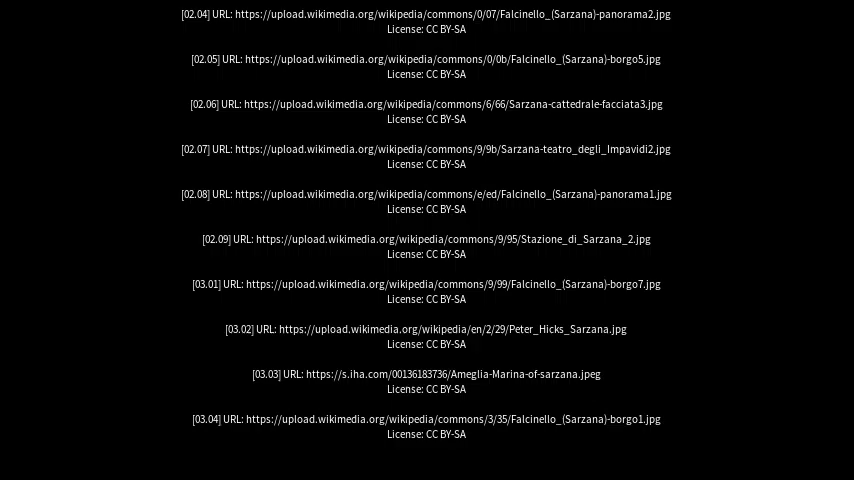 [02.04] URL: https://upload.wikimedia.org/wikipedia/commons/0/07/Falcinello_(Sarzana)-panorama2.jpg
License: CC BY-SA
[02.05] URL: https://upload.wikimedia.org/wikipedia/commons/0/0b/Falcinello_(Sarzana)-borgo5.jpg
License: CC BY-SA
[02.06] URL: https://upload.wikimedia.org/wikipedia/commons/6/66/Sarzana-cattedrale-facciata3.jpg
License: CC BY-SA
[02.07] URL: https://upload.wikimedia.org/wikipedia/commons/9/9b/Sarzana-teatro_degli_Impavidi2.jpg
License: CC BY-SA
[02.08] URL: https://upload.wikimedia.org/wikipedia/commons/e/ed/Falcinello_(Sarzana)-panorama1.jpg
License: CC BY-SA
[02.09] URL: https://upload.wikimedia.org/wikipedia/commons/9/95/Stazione_di_Sarzana_2.jpg
License: CC BY-SA
[03.01] URL: https://upload.wikimedia.org/wikipedia/commons/9/99/Falcinello_(Sarzana)-borgo7.jpg
License: CC BY-SA
[03.02] URL: https://upload.wikimedia.org/wikipedia/en/2/29/Peter_Hicks_Sarzana.jpg
License: CC BY-SA
[03.03] URL: https://s.iha.com/00136183736/Ameglia-Marina-of-sarzana.jpeg
License: CC BY-SA
[03.04] URL: https://upload.wikimedia.org/wikipedia/commons/3/35/Falcinello_(Sarzana)-borgo1.jpg
License: CC BY-SA